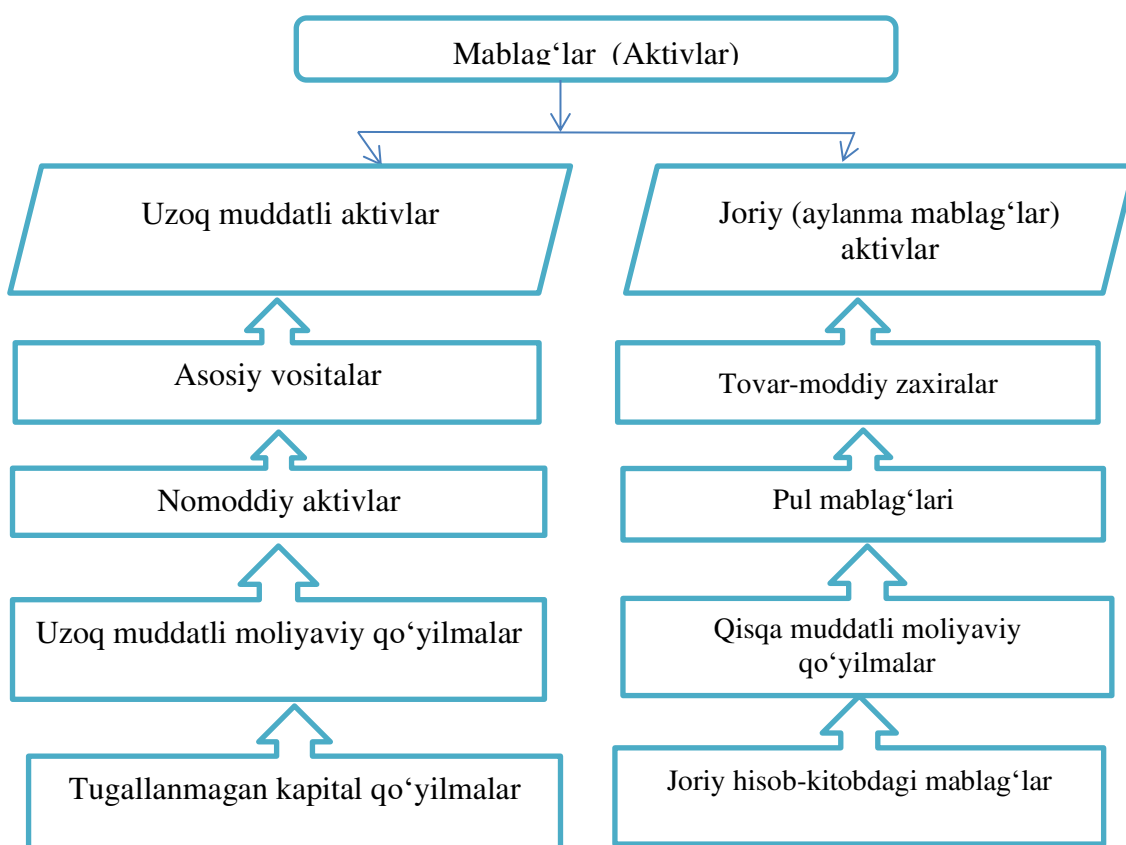 Mablag‘lar  (Aktivlar)
Uzoq muddatli aktivlar
Joriy (aylanma mablag‘lar)
aktivlar
Asosiy vositalar
Tovar-moddiy zaxiralar
Nomoddiy aktivlar
Pul mablag‘lari
Uzoq muddatli moliyaviy qo‘yilmalar
Qisqa muddatli moliyaviy
qo‘yilmalar
Tugallanmagan kapital qo‘yilmalar
Joriy hisob-kitobdagi mablag‘lar